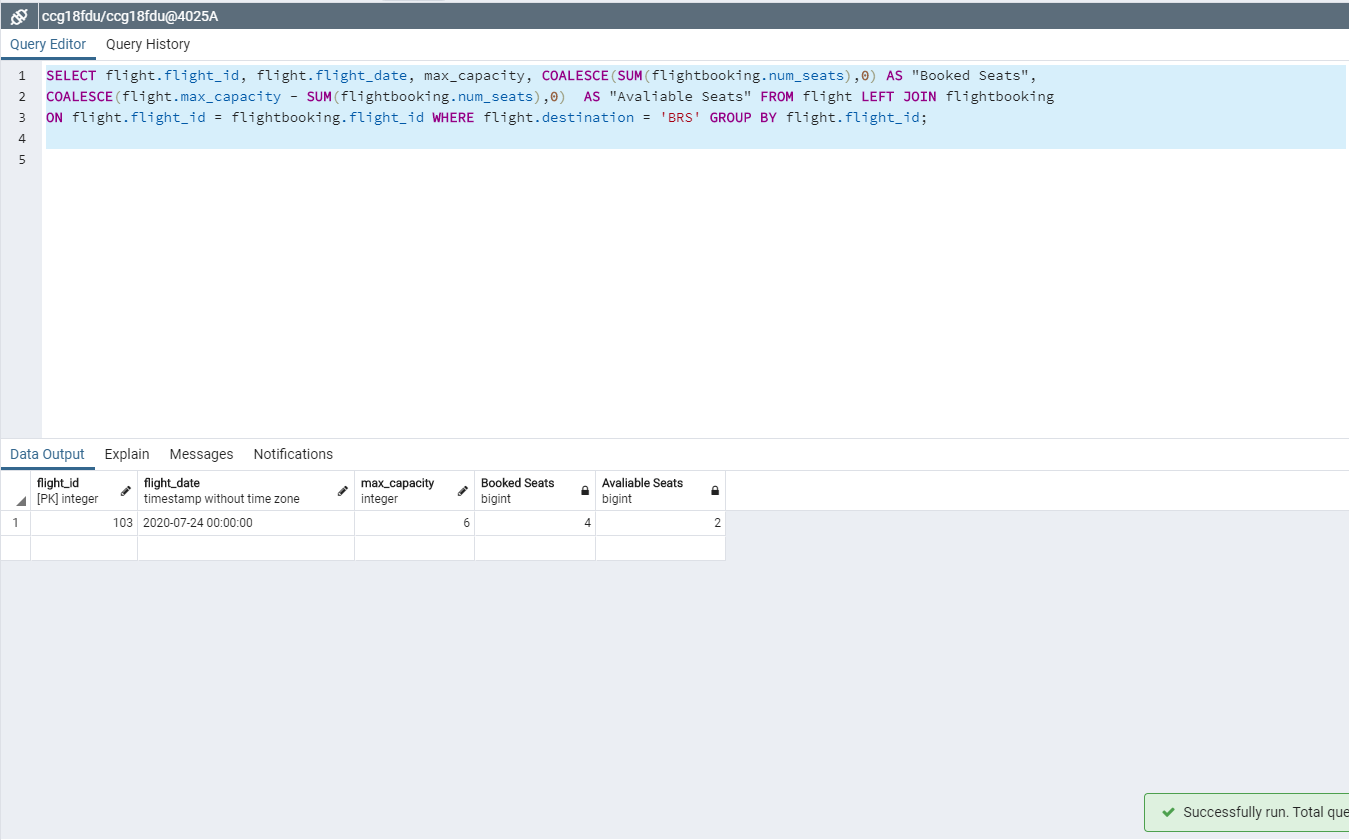 ccg18fdu/ccg18fdu@4025A
Query Editor Query History
1 SELECT flight.flight_id, flight.flight_date, max_capacity, COALESCE(SUM(flightbooking.num_seats),0) AS "Booked Seats",
2 COALESCE(flight.max_capacity - SUM(flightbooking.num_seats),0)  AS "Avaliable Seats" FROM flight LEFT JOIN flightbooking
3 ON flight.flight_id = flightbooking.flight_id WHERE flight.destination = 'BRS' GROUP BY flight.flight_id;
4
5
Data Output Explain Messages Notifications
flight_id flight_date max_capacity Booked Seats Avaliable Seats
[PK] integer timestamp without time zone integer bigint bigint
1 103 2020-07-24 00:00:00 6 4 2
Successfully run. Total que